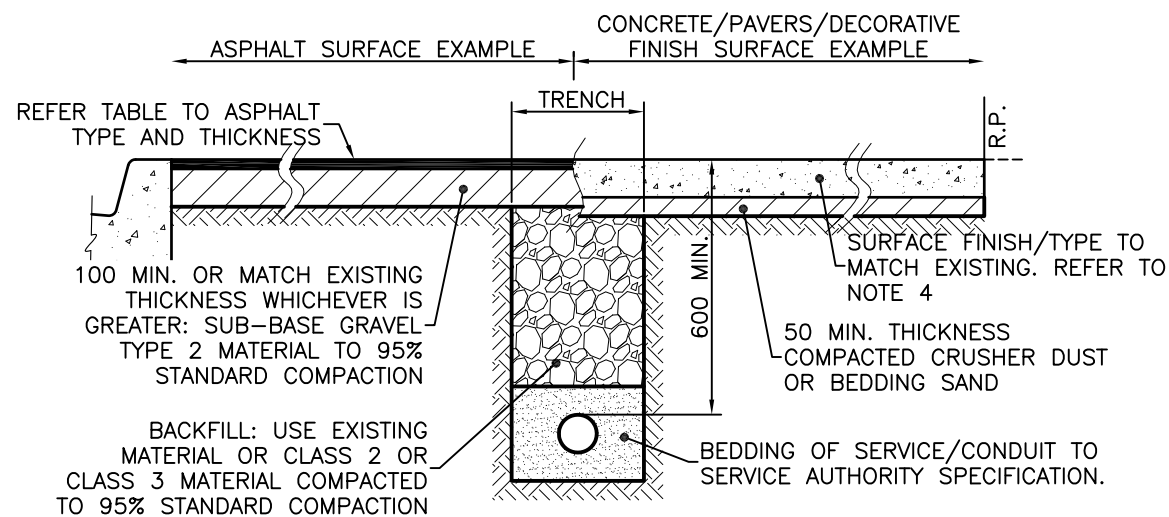 ASPHALT SURFACE EXAMPLE
CONCRETE/PAVERS/DECORATIVE
FINISH SURFACE EXAMPLE
REFER TABLE TO ASPHALT
TYPE AND THICKNESS
TRENCH
R.P.
100 MIN. OR MATCH EXISTING
THICKNESS WHICHEVER IS
GREATER: SUB-BASE GRAVEL
TYPE 2 MATERIAL TO 95%
STANDARD COMPACTION
600 MIN.
SURFACE FINISH/TYPE TO
MATCH EXISTING. REFER TO
NOTE 4
50 MIN. THICKNESS
COMPACTED CRUSHER DUST
OR BEDDING SAND
BACKFILL: USE EXISTING
MATERIAL OR CLASS 2 OR
CLASS 3 MATERIAL COMPACTED
TO 95% STANDARD COMPACTION
BEDDING OF SERVICE/CONDUIT TO
SERVICE AUTHORITY SPECIFICATION.